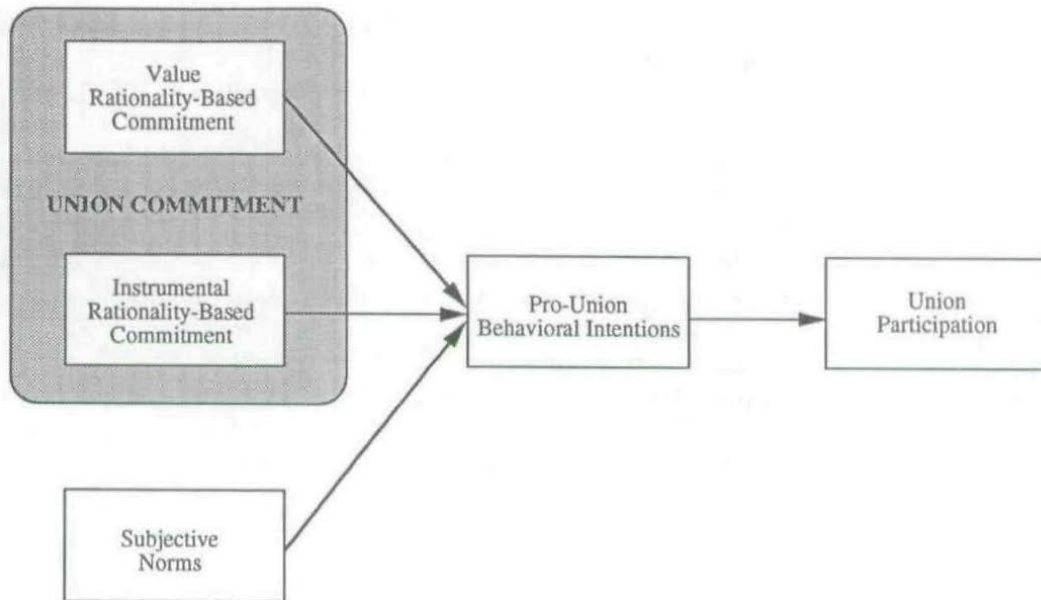 Value
Rationality-Based
Commitment
UNION COMMITMENT
Instrumental
Rationality-Based
Commitment
Pro-Union
Behavioral Intentions
Union
Participation
Subjective
Norms